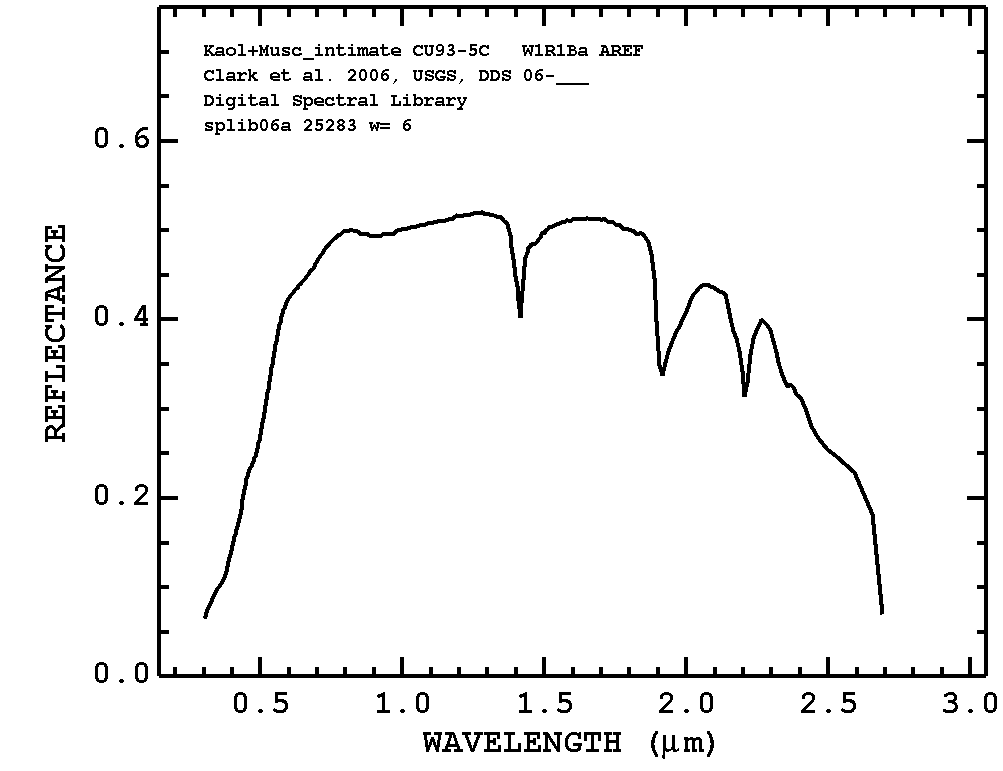 Kaol+Musc_intimate CU93-5C W1R1Ba AREF
Clark et al. 2006, USGS, DDS 06-___
Digital Spectral Library
splib06a 25283 w= 6
0.6
0.4
0.2
0.0
REFLECTANCE
0.5 1.0 1.5 2.0 2.5 3.0
WAVELENGTH (μm)